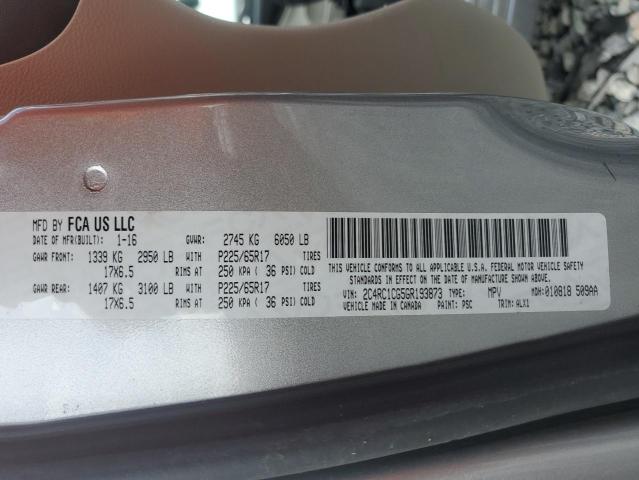 MFD BY FCA US LLC
DATE OF MFR(BUILT): 1-16 GVWR: 2745 KG 6050 LB
GAWR FRONT: 1339 KG 2950 LB WITH P225/65R17 TIRES
17X6.5 RIMS AT 250 KPA ( 36 PSI) COLD
GAWR REAR: 1407 KG 3100 LB WITH P225/65R17 TIRES
17X6.5 RIMS AT 250 KPA ( 36 PSI) COLD
THIS VEHICLE CONFORMS TO ALL APPLICABLE U.S.A. FEDERAL MOTOR VEHICLE SAFETY
STANDARDS IN EFFECT ON THE DATE OF MANUFACTURE SHOWN ABOVE.
VIN: 2C4RC1CG5GR193873 TYPE: MPV MDH:010818 509AA
VEHICLE MADE IN CANADA PAINT: PSC TRIM: ALX1